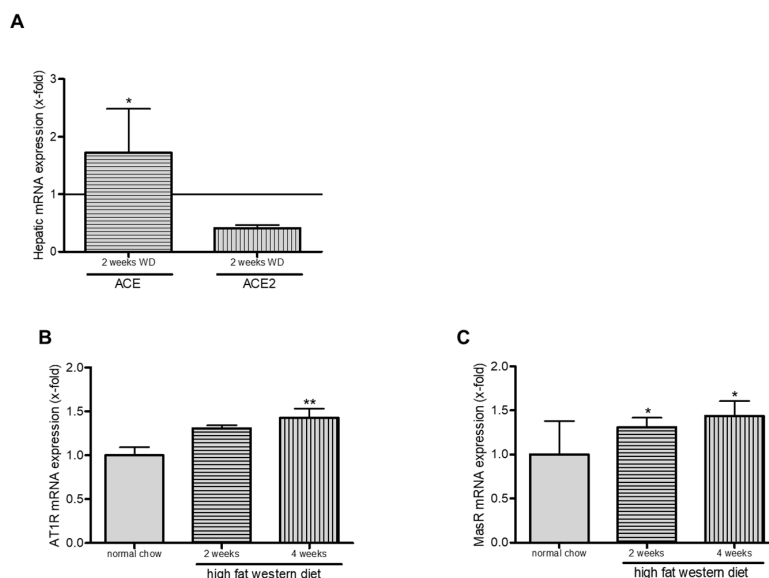 A
Hepatic mRNA expression (x-fold)
3
2
1
0
*
2 weeks WD
2 weeks WD
ACE
ACE2
B
AT1R mRNA expression (x-fold)
2.0
1.5
1.0
0.5
0.0
**
normal chow
2 weeks
4 weeks
high fat western diet
C
MasR mRNA expression (x-fold)
2.0
1.5
1.0
0.5
0.0
*
*
normal chow
2 weeks
4 weeks
high fat western diet